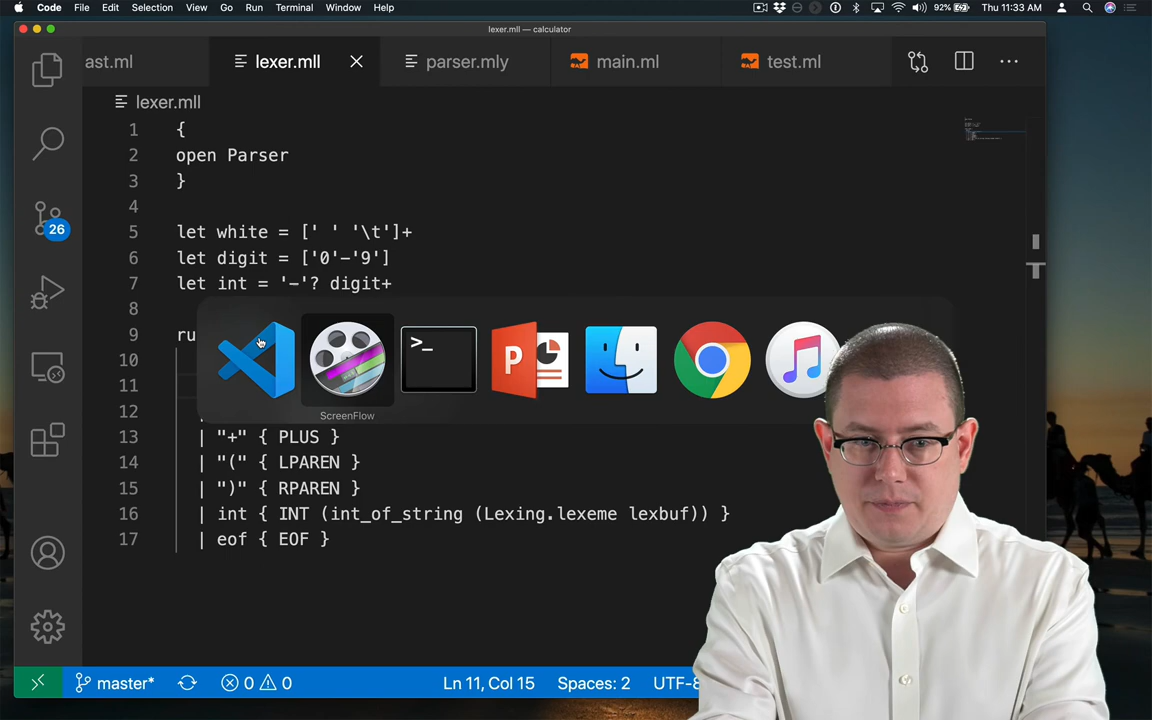 Code File Edit Selection View Go Run Terminal Window Help 92% Thu 11:33 AM
lexer.mll — calculator
ast.ml lexer.mll parser.mly main.ml test.ml
lexer.mll
1 {
2 open Parser
3 }
4
5 let white = [' ' '\t']+
6 let digit = ['0'-'9']
7 let int = '-'? digit+
8
9 ru
10
11
12
13 | "+" { PLUS }
14 | "(" { LPAREN }
15 | ")" { RPAREN }
16 | int { INT (int_of_string (Lexing.lexeme lexbuf)) }
17 | eof { EOF }
26
>_
P
ScreenFlow
master* 0 0 Ln 11, Col 15 Spaces: 2 UTF-8